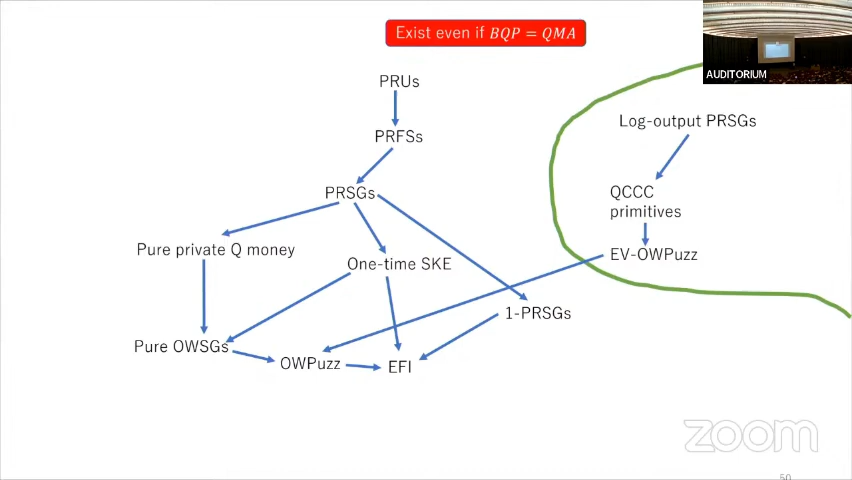 Exist even if BQP = QMA
AUDITORIUM
PRUs
PRFSs
Log-output PRSGs
PRSGs
QCCC
primitives
Pure private Q money
One-time SKE
EV-OWPuzz
1-PRSGs
Pure OWSGs
OWPuzz
EFI
zoom
50